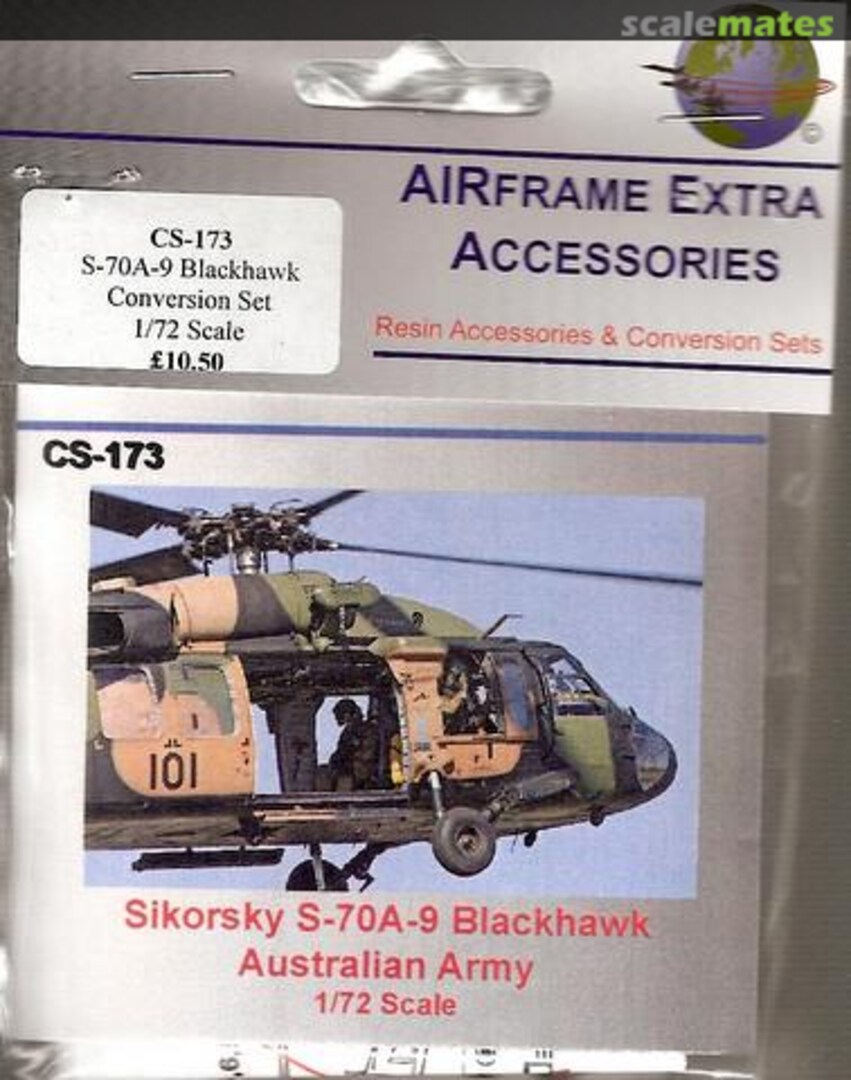 scalemates
©
AIRFRAME EXTRA
ACCESSORIES
Resin Accessories & Conversion Sets
CS-173
S-70A-9 Blackhawk
Conversion Set
1/72 Scale
£10.50
CS-173
101
Sikorsky S-70A-9 Blackhawk
Australian Army
1/72 Scale